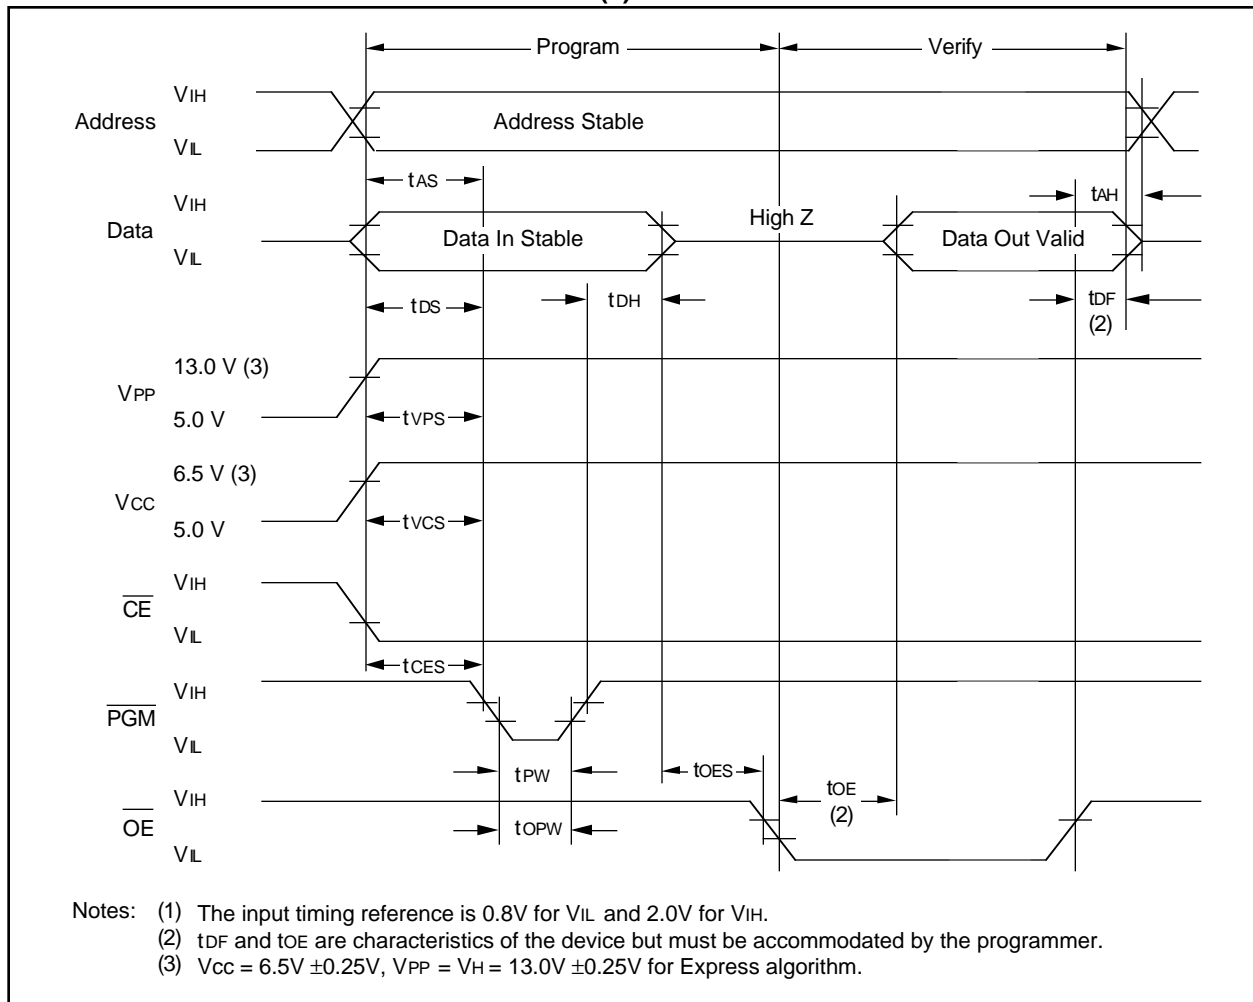 Program
Verify
Address
VIH
VIL
Address Stable
tAS
tAH
Data
VIH
VIL
Data In Stable
High Z
Data Out Valid
tDS
tDH
tDF
(2)
VPP
13.0 V (3)
5.0 V
tVPS
VCC
6.5 V (3)
5.0 V
tVCS
CE
VIH
VIL
tCES
PGM
VIH
VIL
tPW
tOES
tOE
(2)
OE
VIH
VIL
tOPW
Notes: (1) The input timing reference is 0.8V for VIL and 2.0V for VIH.
(2) tDF and tOE are characteristics of the device but must be accommodated by the programmer.
(3) Vcc = 6.5V ±0.25V, VPP = VH = 13.0V ±0.25V for Express algorithm.